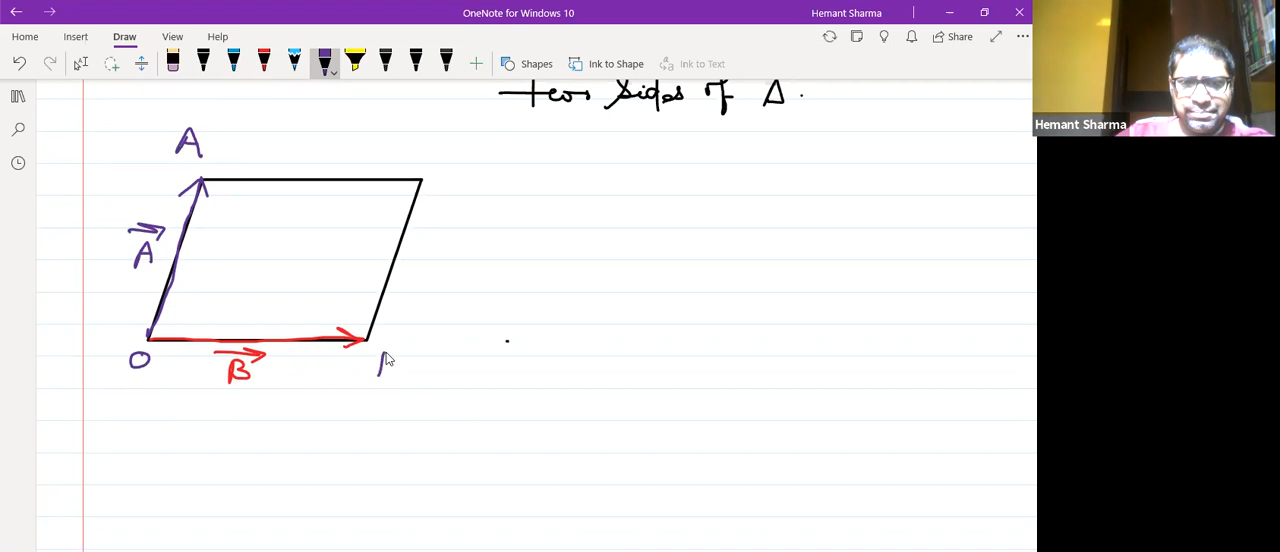 OneNote for Windows 10
Hemant Sharma
Home Insert Draw View Help
Share
Shapes Ink to Shape Ink to Text
two sides of Δ.
Hemant Sharma
A
A
O
B